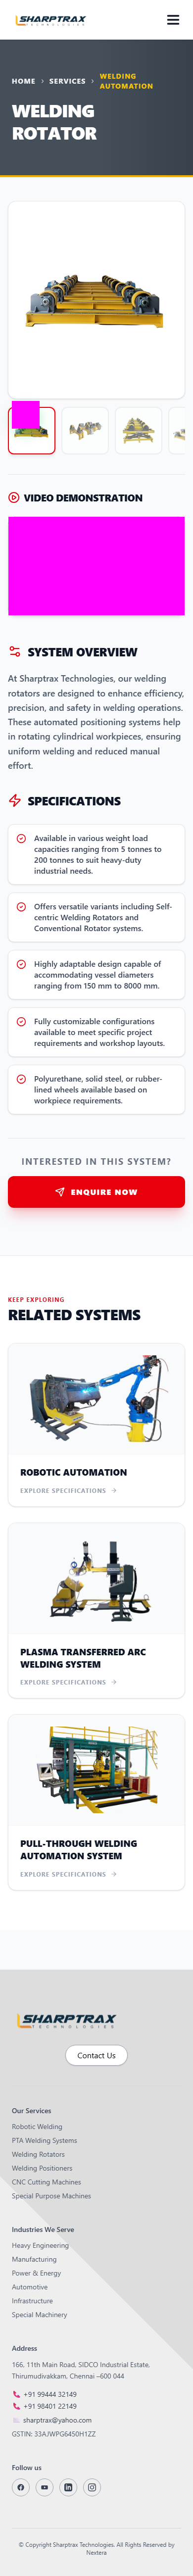 SHARPTRAX
TECHNOLOGIES
HOME > SERVICES > WELDING
AUTOMATION
WELDING
ROTATOR
VIDEO DEMONSTRATION
SYSTEM OVERVIEW
At Sharptrax Technologies, our welding
rotators are designed to enhance efficiency,
precision, and safety in welding operations.
These automated positioning systems help
in rotating cylindrical workpieces, ensuring
uniform welding and reduced manual
effort.
SPECIFICATIONS
Available in various weight load
capacities ranging from 5 tonnes to
200 tonnes to suit heavy-duty
industrial needs.
Offers versatile variants including Self-
centric Welding Rotators and
Conventional Rotator systems.
Highly adaptable design capable of
accommodating vessel diameters
ranging from 150 mm to 8000 mm.
Fully customizable configurations
available to meet specific project
requirements and workshop layouts.
Polyurethane, solid steel, or rubber-
lined wheels available based on
workpiece requirements.
INTERESTED IN THIS SYSTEM?
ENQUIRE NOW
KEEP EXPLORING
RELATED SYSTEMS
ROBOTIC AUTOMATION
EXPLORE SPECIFICATIONS →
PLASMA TRANSFERRED ARC
WELDING SYSTEM
EXPLORE SPECIFICATIONS →
PULL-THROUGH WELDING
AUTOMATION SYSTEM
EXPLORE SPECIFICATIONS →
SHARPTRAX
TECHNOLOGIES
Contact Us
Our Services
Robotic Welding
PTA Welding Systems
Welding Rotators
Welding Positioners
CNC Cutting Machines
Special Purpose Machines
Industries We Serve
Heavy Engineering
Manufacturing
Power & Energy
Automotive
Infrastructure
Special Machinery
Address
166, 11th Main Road, SIDCO Industrial Estate,
Thirumudivakkam, Chennai –600 044
+91 99444 32149
+91 98401 22149
sharptrax@yahoo.com
GSTIN: 33AJWPG6450H1ZZ
Follow us
© Copyright Sharptrax Technologies. All Rights Reserved by
Nextera